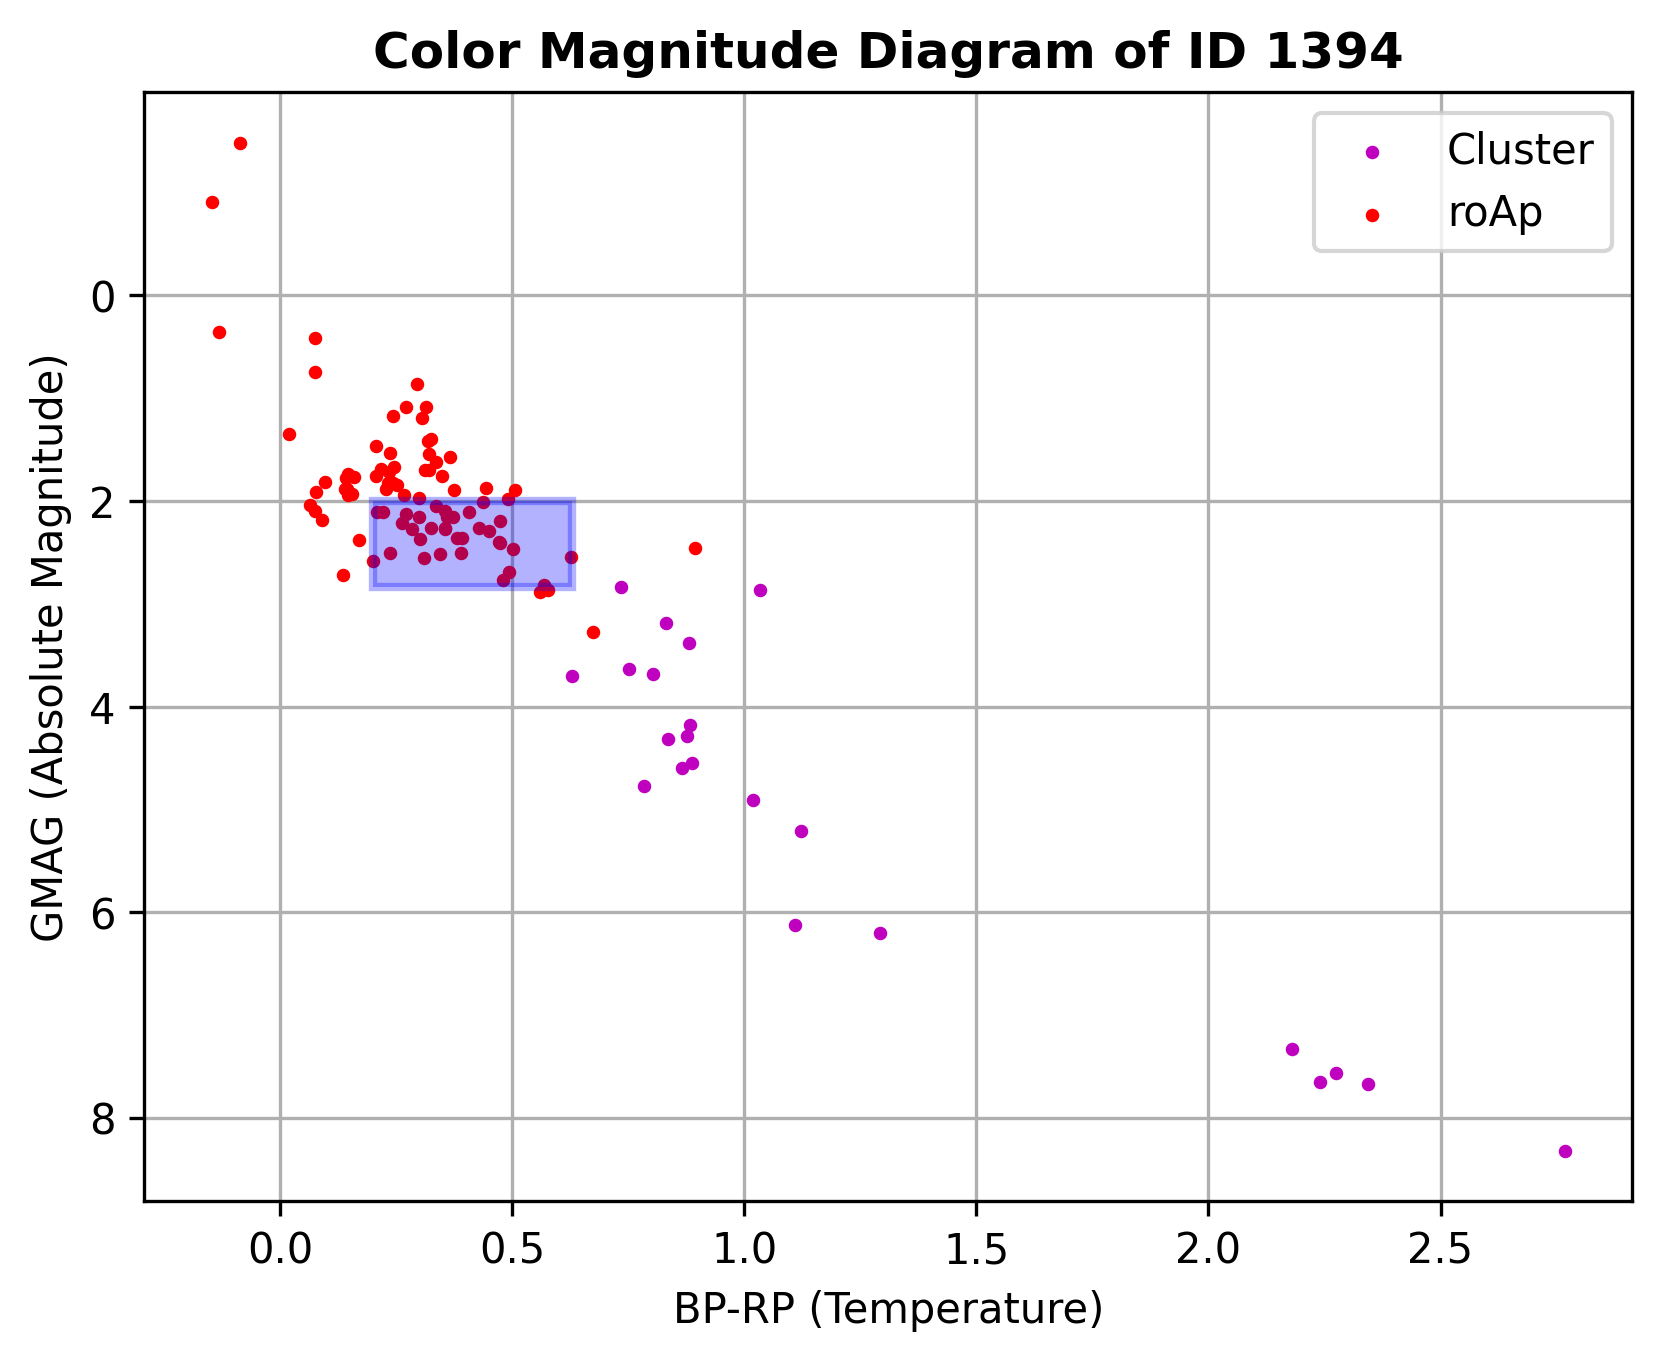 Color Magnitude Diagram of ID 1394
Cluster
roAp
GMAG (Absolute Magnitude)
0
2
4
6
8
0.0 0.5 1.0 1.5 2.0 2.5
BP-RP (Temperature)